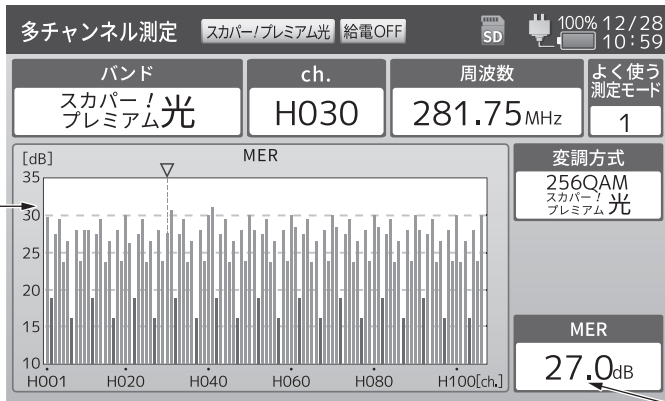 多チャンネル測定 スカパー!プレミアム光 給電OFF SD 100% 12/28
10:59
バンド ch. 周波数 よく使う
測定モード
スカパー!
プレミアム光 H030 281.75MHz 1
[dB] MER 変調方式
256QAM
スカパー!
プレミアム光
35
30
25
20
15
10
H001 H020 H040 H060 H080 H100[ch.]
MER
27.0dB